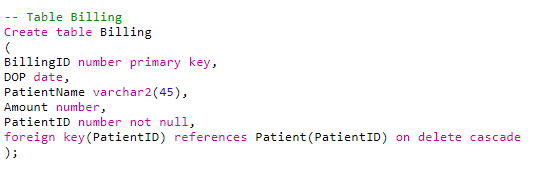 -- Table Billing
Create table Billing
(
BillingID number primary key,
DOP date,
PatientName varchar2(45),
Amount number,
PatientID number not null,
foreign key(PatientID) references Patient(PatientID) on delete cascade
);